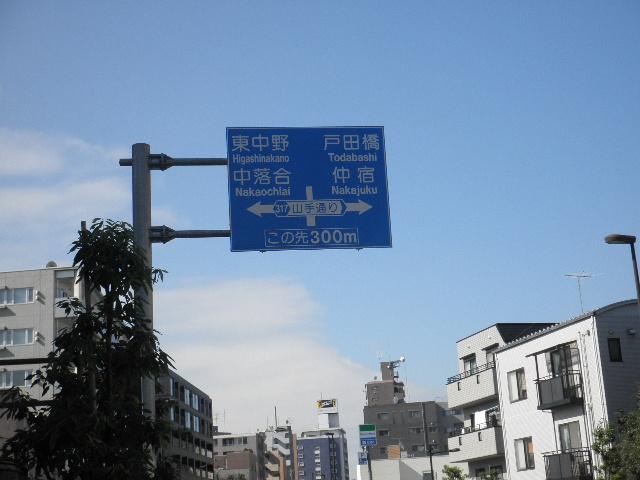 東中野 戸田橋
Higashinakano Todabashi
中落合 仲宿
Nakaochiai Nakajuku
317 山手通り
この先300m